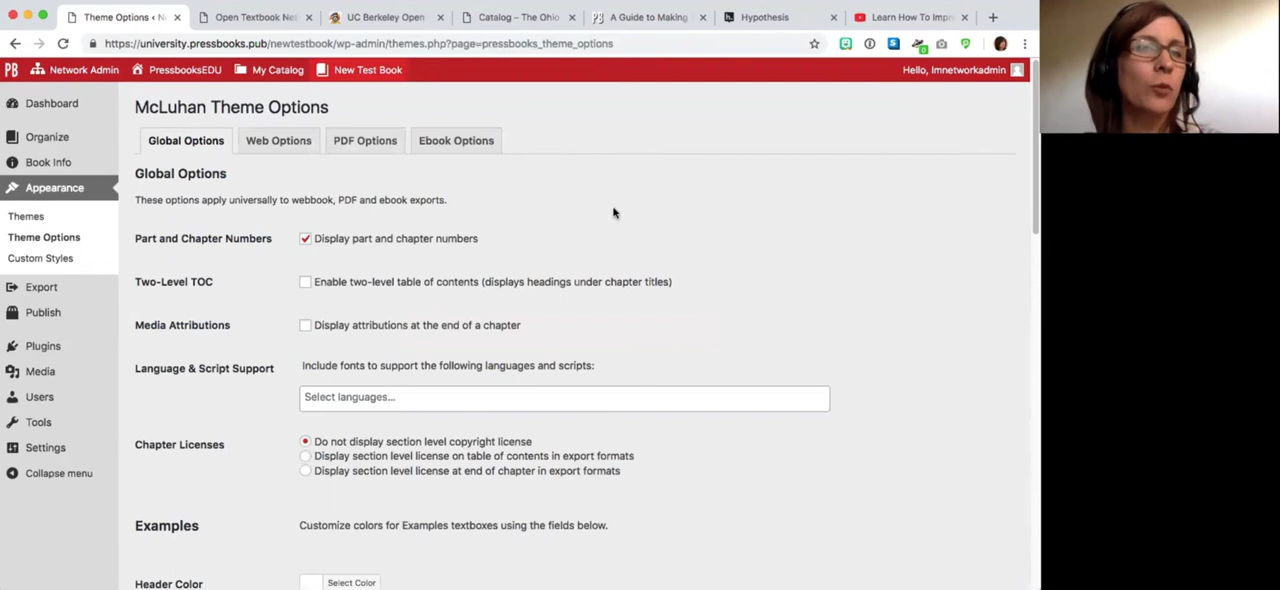 Theme Options ‹ N
Open Textbook Net
UC Berkeley Open
Catalog – The Ohio
A Guide to Making
Hypothesis
Learn How To Impr
https://university.pressbooks.pub/newtestbook/wp-admin/themes.php?page=pressbooks_theme_options
PB Network Admin PressbooksEDU My Catalog New Test Book Hello, lmnetworkadmin
Dashboard
Organize
Book Info
Appearance
Themes
Theme Options
Custom Styles
Export
Publish
Plugins
Media
Users
Tools
Settings
Collapse menu
McLuhan Theme Options
Global Options Web Options PDF Options Ebook Options
Global Options
These options apply universally to webbook, PDF and ebook exports.
Part and Chapter Numbers Display part and chapter numbers
Two-Level TOC Enable two-level table of contents (displays headings under chapter titles)
Media Attributions Display attributions at the end of a chapter
Language & Script Support Include fonts to support the following languages and scripts:
Select languages...
Chapter Licenses Do not display section level copyright license
Display section level license on table of contents in export formats
Display section level license at end of chapter in export formats
Examples Customize colors for Examples textboxes using the fields below.
Header Color Select Color